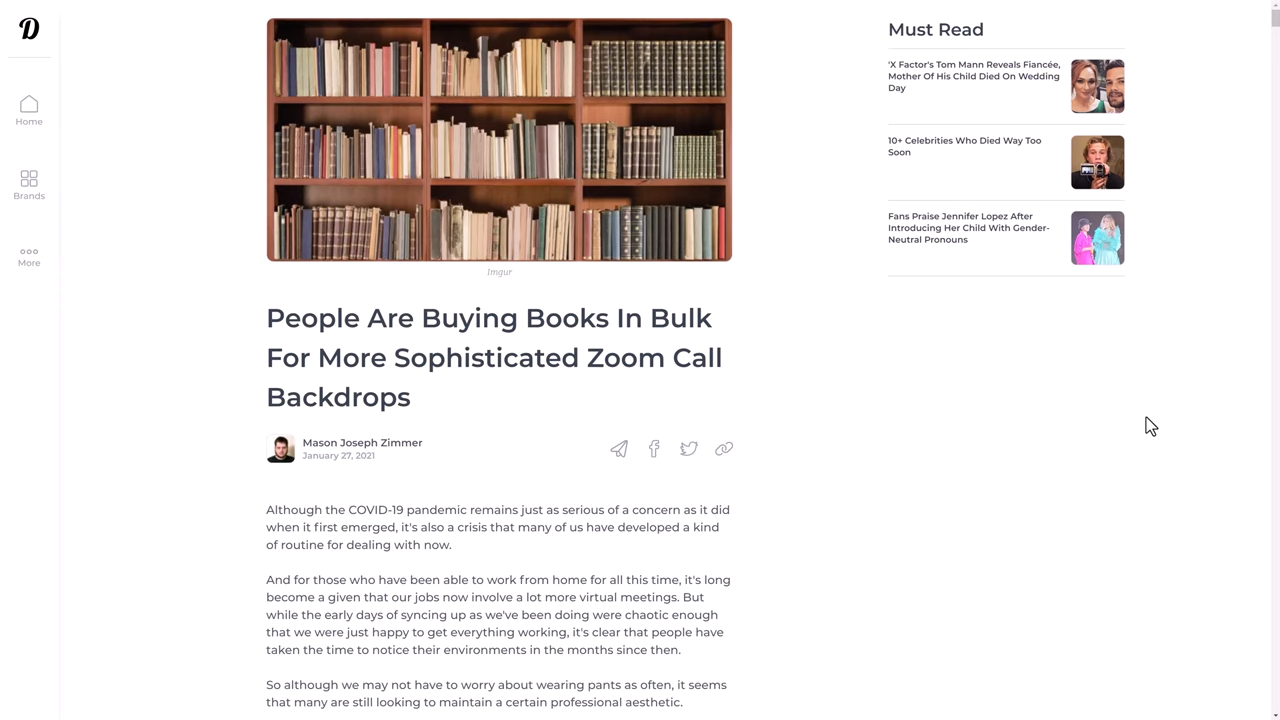 D
Home
Brands
More
Imgur
People Are Buying Books In Bulk
For More Sophisticated Zoom Call
Backdrops
Mason Joseph Zimmer
January 27, 2021
Although the COVID-19 pandemic remains just as serious of a concern as it did
when it first emerged, it's also a crisis that many of us have developed a kind
of routine for dealing with now.
And for those who have been able to work from home for all this time, it's long
become a given that our jobs now involve a lot more virtual meetings. But
while the early days of syncing up as we've been doing were chaotic enough
that we were just happy to get everything working, it's clear that people have
taken the time to notice their environments in the months since then.
So although we may not have to worry about wearing pants as often, it seems
that many are still looking to maintain a certain professional aesthetic.
Must Read
'X Factor's Tom Mann Reveals Fiancée,
Mother Of His Child Died On Wedding
Day
10+ Celebrities Who Died Way Too
Soon
Fans Praise Jennifer Lopez After
Introducing Her Child With Gender-
Neutral Pronouns